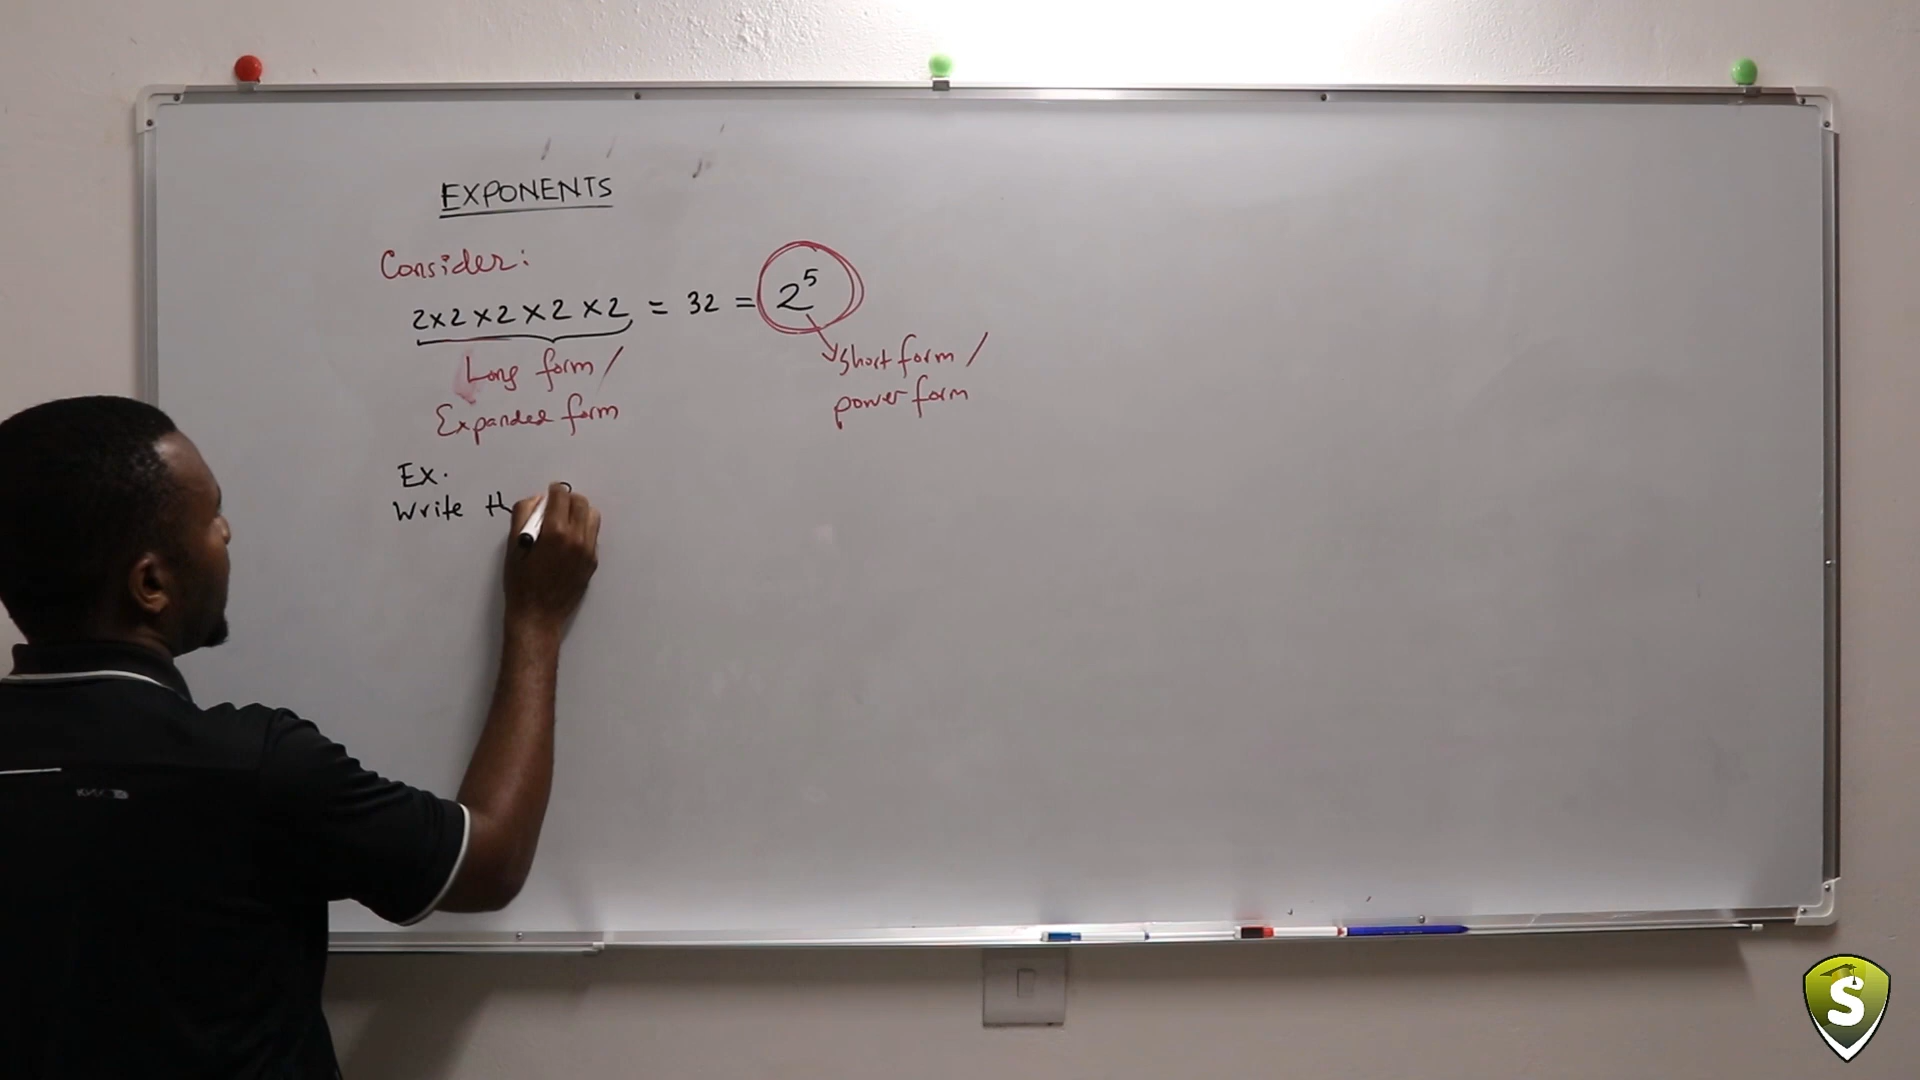 EXPONENTS
Consider:
2×2×2×2×2 = 32 = 2⁵
Long form /
Expanded form
Short form /
power form
Ex.
Write
S